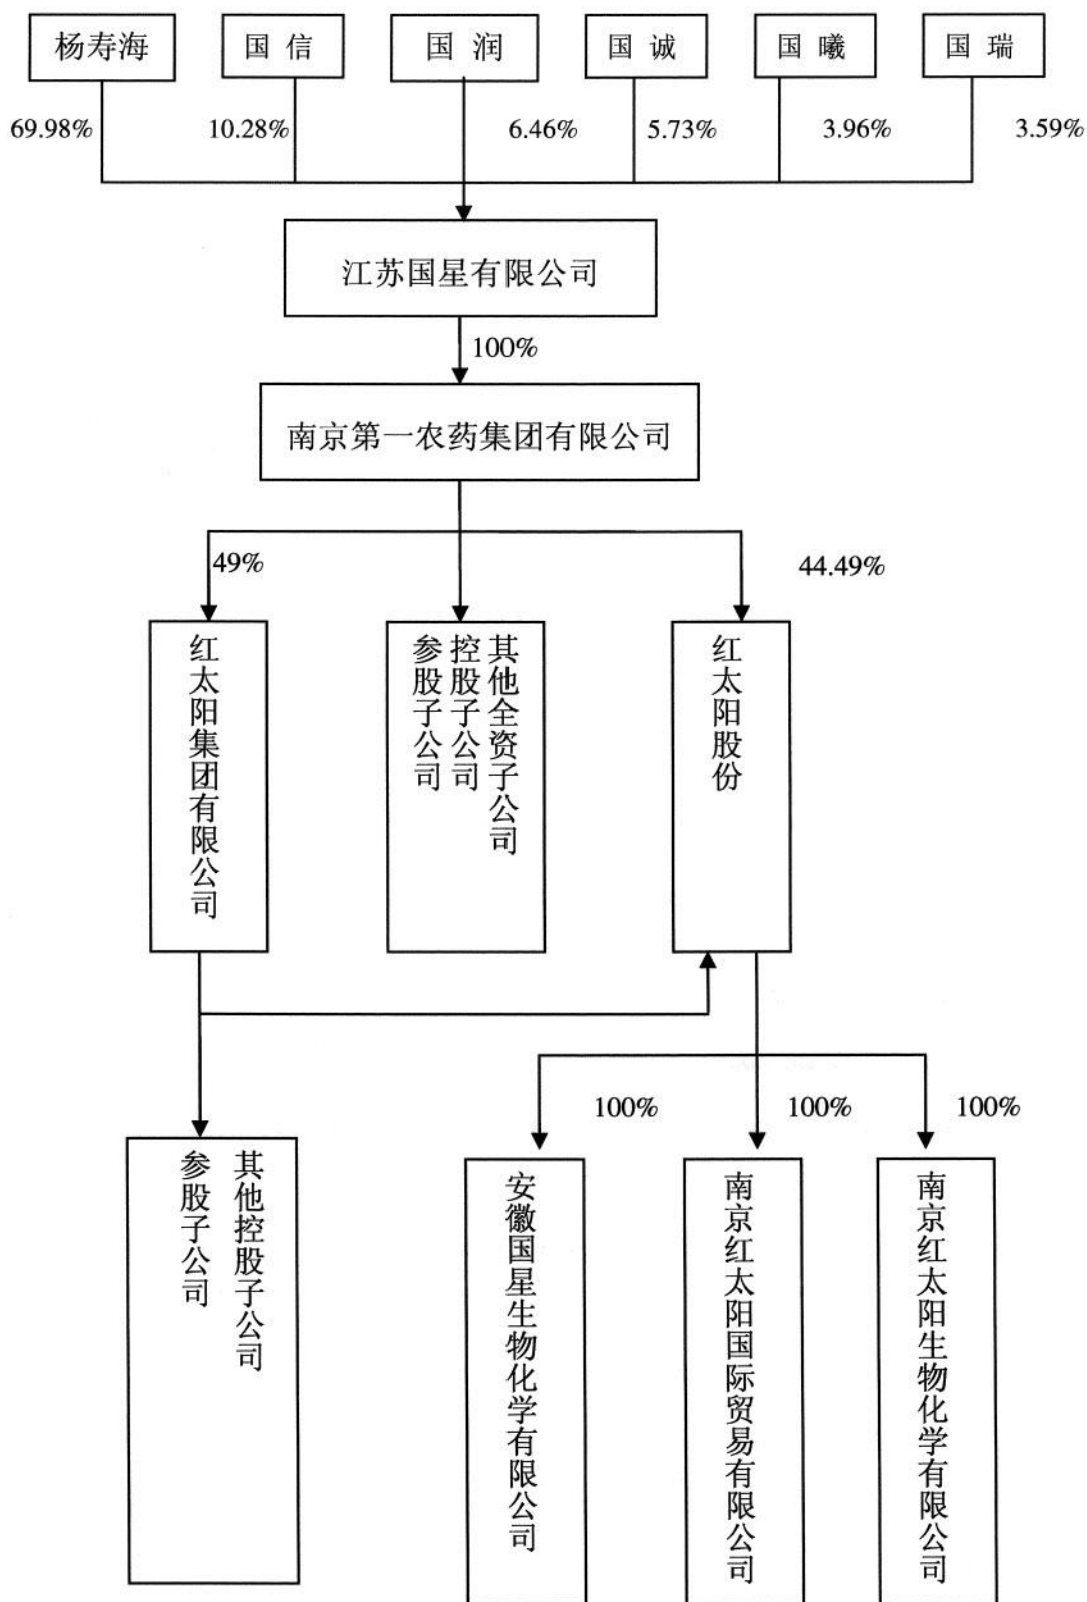 杨寿海
国 信
国 润
国 诚
国 曦
国 瑞
69.98%
10.28%
6.46%
5.73%
3.96%
3.59%
江苏国星有限公司
100%
南京第一农药集团有限公司
49%
44.49%
红太阳集团有限公司
其他全资子公司
控股子公司
参股子公司
红太阳股份
100%
100%
100%
其他控股子公司
参股子公司
安徽国星生物化学有限公司
南京红太阳国际贸易有限公司
南京红太阳生物化学有限公司